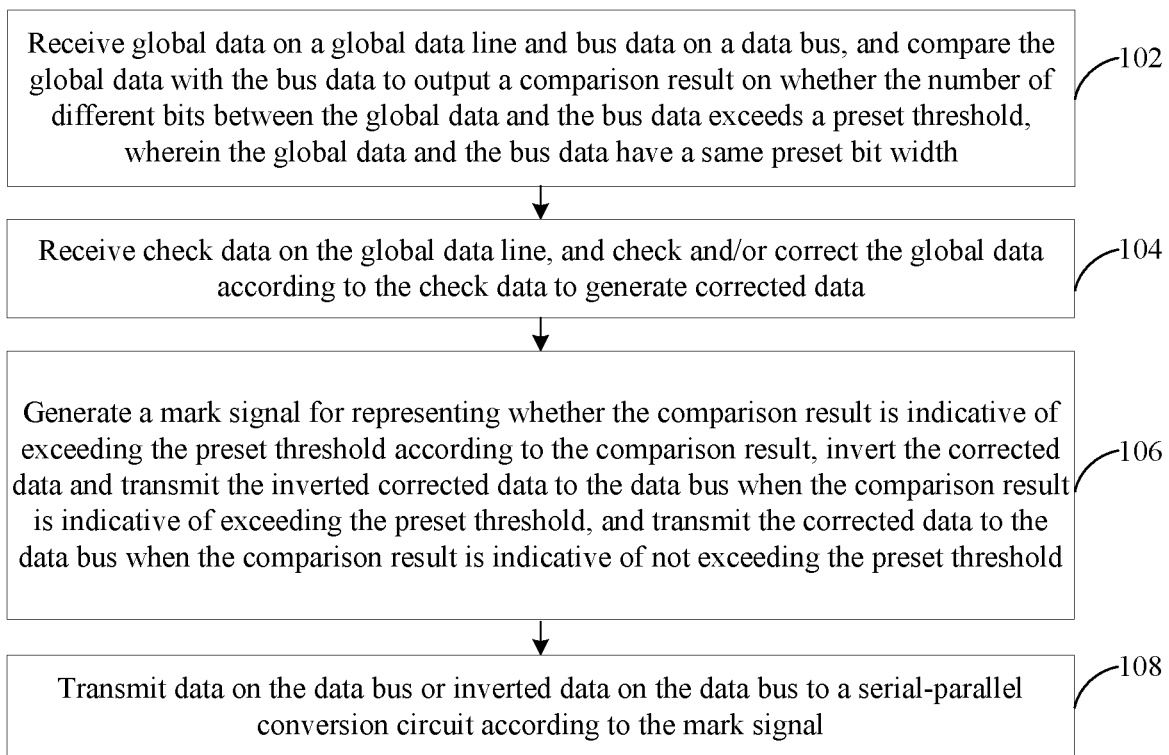 Receive global data on a global data line and bus data on a data bus, and compare the
global data with the bus data to output a comparison result on whether the number of
different bits between the global data and the bus data exceeds a preset threshold,
wherein the global data and the bus data have a same preset bit width
102
Receive check data on the global data line, and check and/or correct the global data
according to the check data to generate corrected data
104
Generate a mark signal for representing whether the comparison result is indicative of
exceeding the preset threshold according to the comparison result, invert the corrected
data and transmit the inverted corrected data to the data bus when the comparison result
is indicative of exceeding the preset threshold, and transmit the corrected data to the
data bus when the comparison result is indicative of not exceeding the preset threshold
106
Transmit data on the data bus or inverted data on the data bus to a serial-parallel
conversion circuit according to the mark signal
108